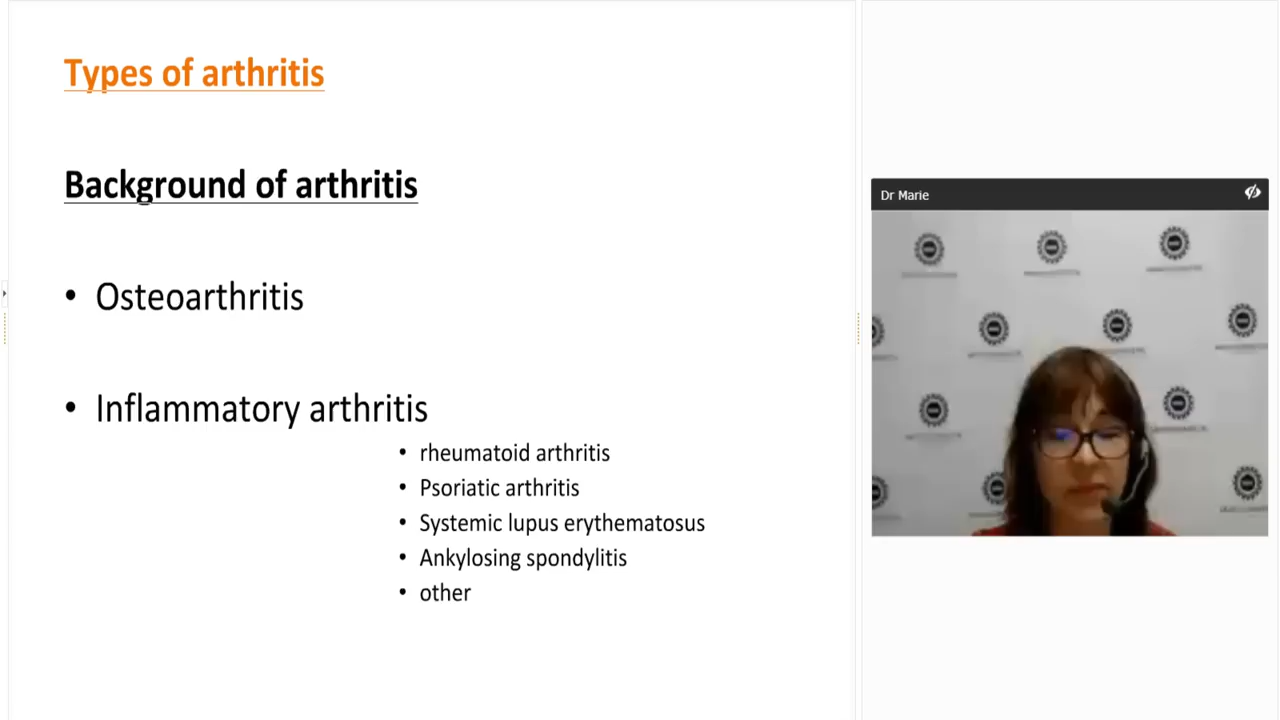 Types of arthritis
Background of arthritis
• Osteoarthritis
• Inflammatory arthritis
• rheumatoid arthritis
• Psoriatic arthritis
• Systemic lupus erythematosus
• Ankylosing spondylitis
• other
Dr Marie